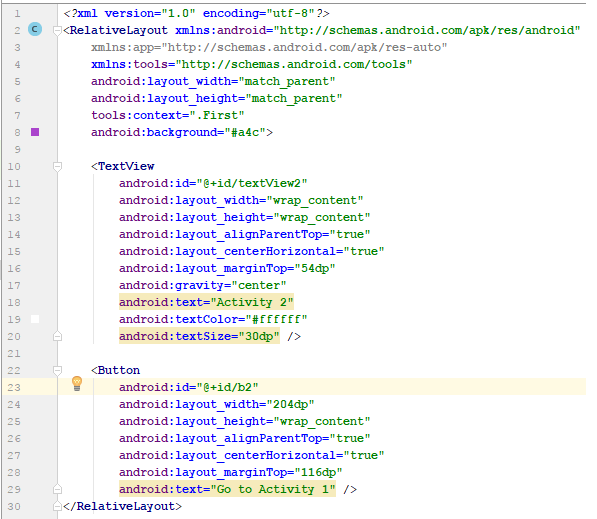 1 <?xml version="1.0" encoding="utf-8"?>
2 C <RelativeLayout xmlns:android="http://schemas.android.com/apk/res/android"
3 xmlns:app="http://schemas.android.com/apk/res-auto"
4 xmlns:tools="http://schemas.android.com/tools"
5 android:layout_width="match_parent"
6 android:layout_height="match_parent"
7 tools:context=".First"
8 android:background="#a4c">
9
10 <TextView
11 android:id="@+id/textView2"
12 android:layout_width="wrap_content"
13 android:layout_height="wrap_content"
14 android:layout_alignParentTop="true"
15 android:layout_centerHorizontal="true"
16 android:layout_marginTop="54dp"
17 android:gravity="center"
18 android:text="Activity 2"
19 android:textColor="#ffffff"
20 android:textSize="30dp" />
21
22 <Button
23 android:id="@+id/b2"
24 android:layout_width="204dp"
25 android:layout_height="wrap_content"
26 android:layout_alignParentTop="true"
27 android:layout_centerHorizontal="true"
28 android:layout_marginTop="116dp"
29 android:text="Go to Activity 1" />
30 </RelativeLayout>